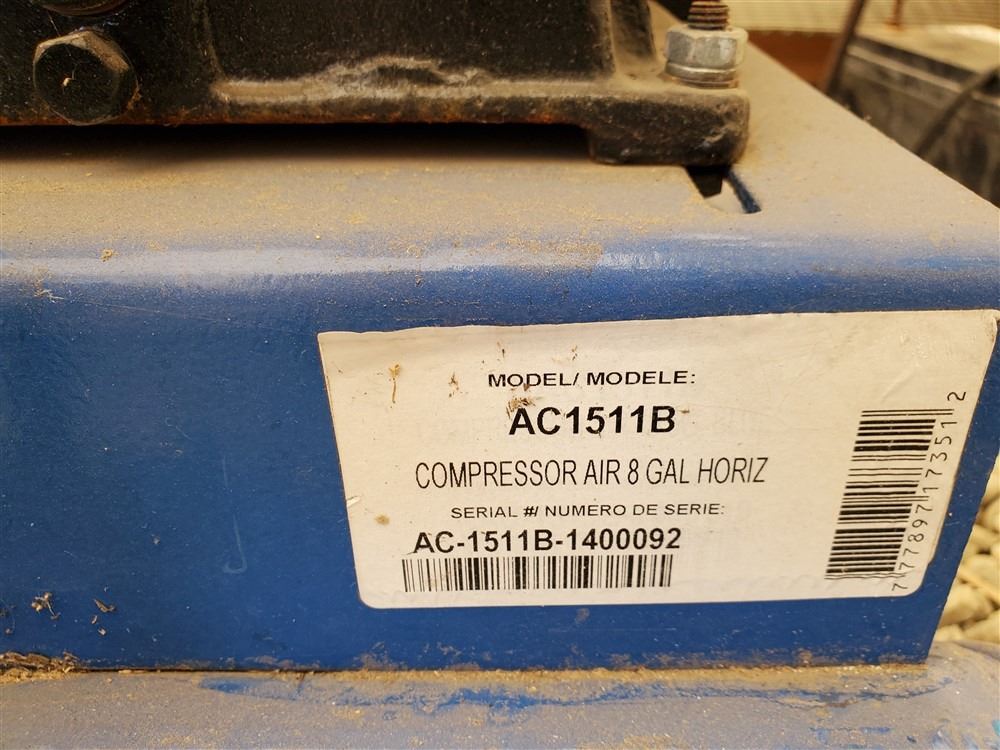 MODEL/ MODELE:
AC1511B
COMPRESSOR AIR 8 GAL HORIZ
SERIAL #/ NUMERO DE SERIE:
AC-1511B-1400092
7 77897 17351 2